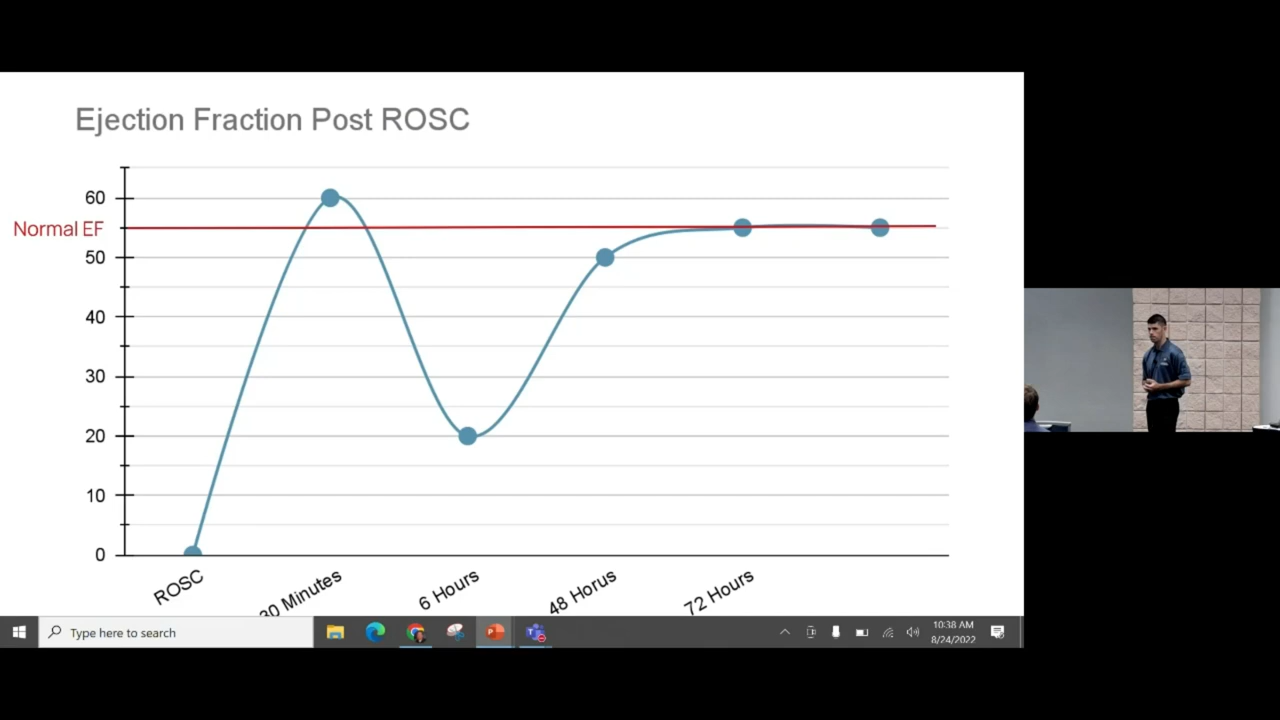 Ejection Fraction Post ROSC
60
Normal EF
50
40
30
20
10
0
ROSC
30 Minutes
6 Hours
48 Horus
72 Hours
Type here to search
10:38 AM
8/24/2022